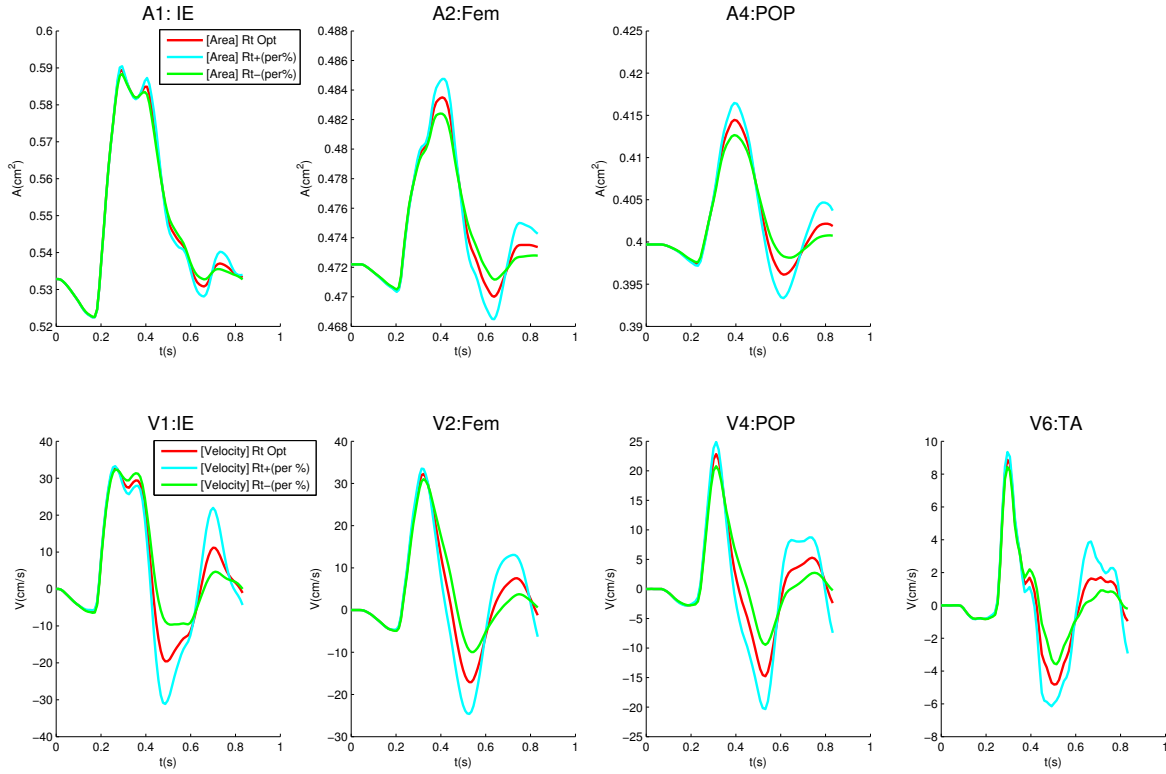 A1: IE
A2:Fem
A4:POP
[Area] Rt Opt
[Area] Rt+(per%)
[Area] Rt−(per%)
0.6
0.59
0.58
0.57
0.56
0.55
0.54
0.53
0.52
A(cm²)
0 0.2 0.4 0.6 0.8 1
t(s)
0.488
0.486
0.484
0.482
0.48
0.478
0.476
0.474
0.472
0.47
0.468
A(cm²)
0 0.2 0.4 0.6 0.8 1
t(s)
0.425
0.42
0.415
0.41
0.405
0.4
0.395
0.39
A(cm²)
0 0.2 0.4 0.6 0.8 1
t(s)
V1:IE
V2:Fem
V4:POP
V6:TA
[Velocity] Rt Opt
[Velocity] Rt+(per %)
[Velocity] Rt−(per %)
40
30
20
10
0
−10
−20
−30
−40
V(cm/s)
0 0.2 0.4 0.6 0.8 1
t(s)
40
30
20
10
0
−10
−20
−30
V(cm/s)
0 0.2 0.4 0.6 0.8 1
t(s)
25
20
15
10
5
0
−5
−10
−15
−20
−25
V(cm/s)
0 0.2 0.4 0.6 0.8 1
t(s)
10
8
6
4
2
0
−2
−4
−6
−8
V(cm/s)
0 0.2 0.4 0.6 0.8 1
t(s)